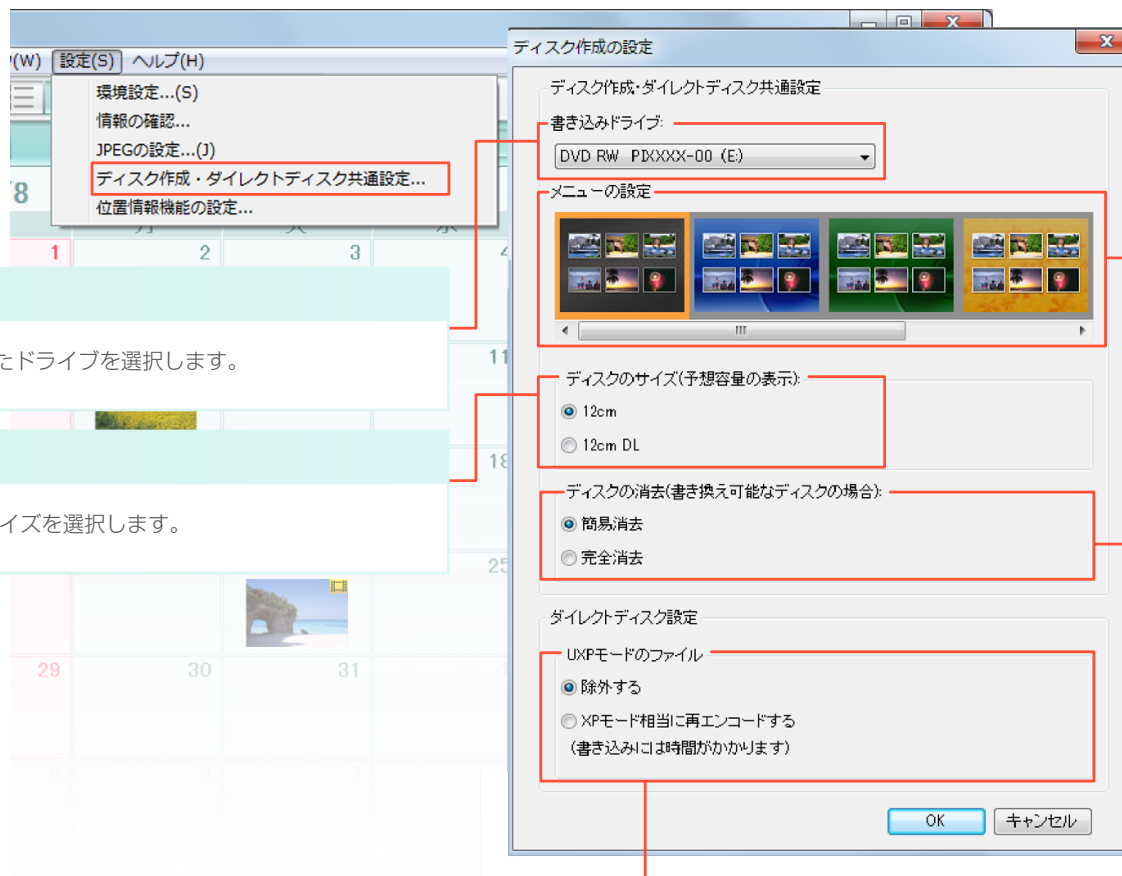 (W) 設定(S) ヘルプ(H)
環境設定...(S)
情報の確認...
JPEGの設定...(J)
ディスク作成・ダイレクトディスク共通設定...
位置情報機能の設定...
8
1 2 3 4
たドライブを選択します。
11
18
イズを選択します。
25
29 30 31
5 6 7
ディスク作成の設定
ディスク作成・ダイレクトディスク共通設定
書き込みドライブ:
DVD RW PIXXXX-00 (E:)
メニューの設定
ディスクのサイズ(予想容量の表示):
12cm
12cm DL
ディスクの消去(書き換え可能なディスクの場合):
簡易消去
完全消去
ダイレクトディスク設定
UXPモードのファイル
除外する
XPモード相当に再エンコードする
(書き込みには時間がかかります)
OK キャンセル